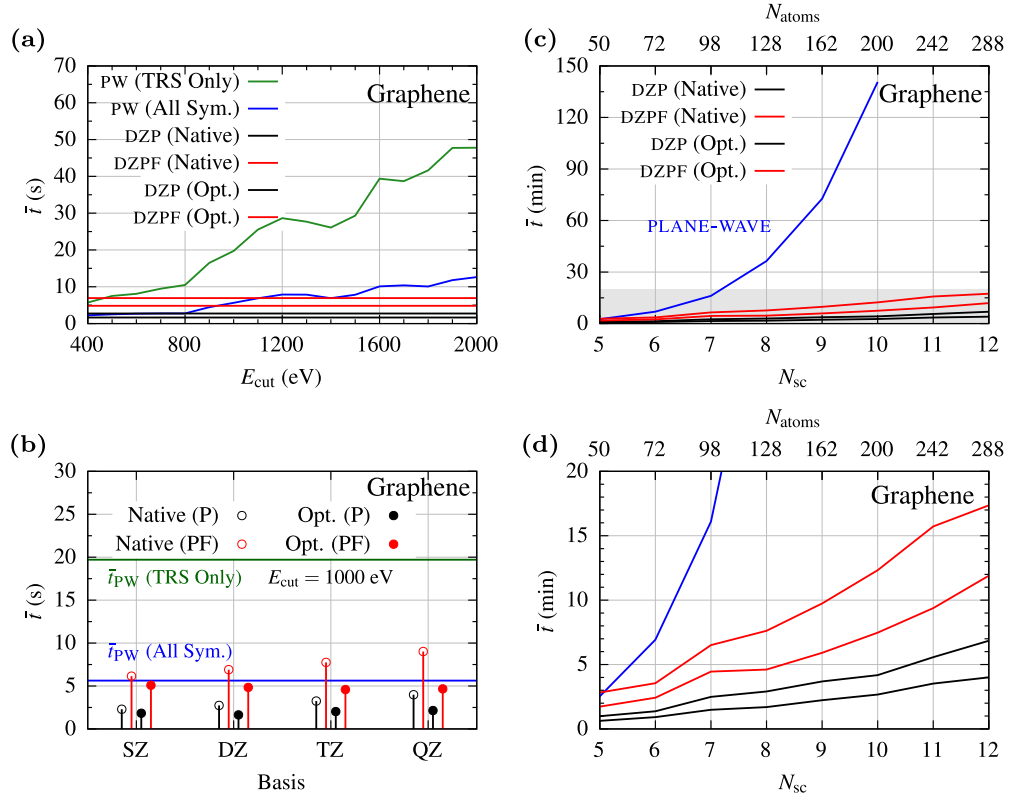 (a)
Graphene
PW (TRS Only)
PW (All Sym.)
DZP (Native)
DZPF (Native)
DZP (Opt.)
DZPF (Opt.)
70
60
50
40
30
20
10
0
t̄ (s)
400 800 1200 1600 2000
E_cut (eV)
(c)
N_atoms
50 72 98 128 162 200 242 288
Graphene
DZP (Native)
DZPF (Native)
DZP (Opt.)
DZPF (Opt.)
PLANE-WAVE
150
120
90
60
30
0
t̄ (min)
5 6 7 8 9 10 11 12
N_sc
(b)
Graphene
Native (P) Opt. (P)
Native (PF) Opt. (PF)
t̄_PW (TRS Only) E_cut = 1000 eV
t̄_PW (All Sym.)
30
25
20
15
10
5
0
t̄ (s)
SZ DZ TZ QZ
Basis
(d)
N_atoms
50 72 98 128 162 200 242 288
Graphene
20
15
10
5
0
t̄ (min)
5 6 7 8 9 10 11 12
N_sc